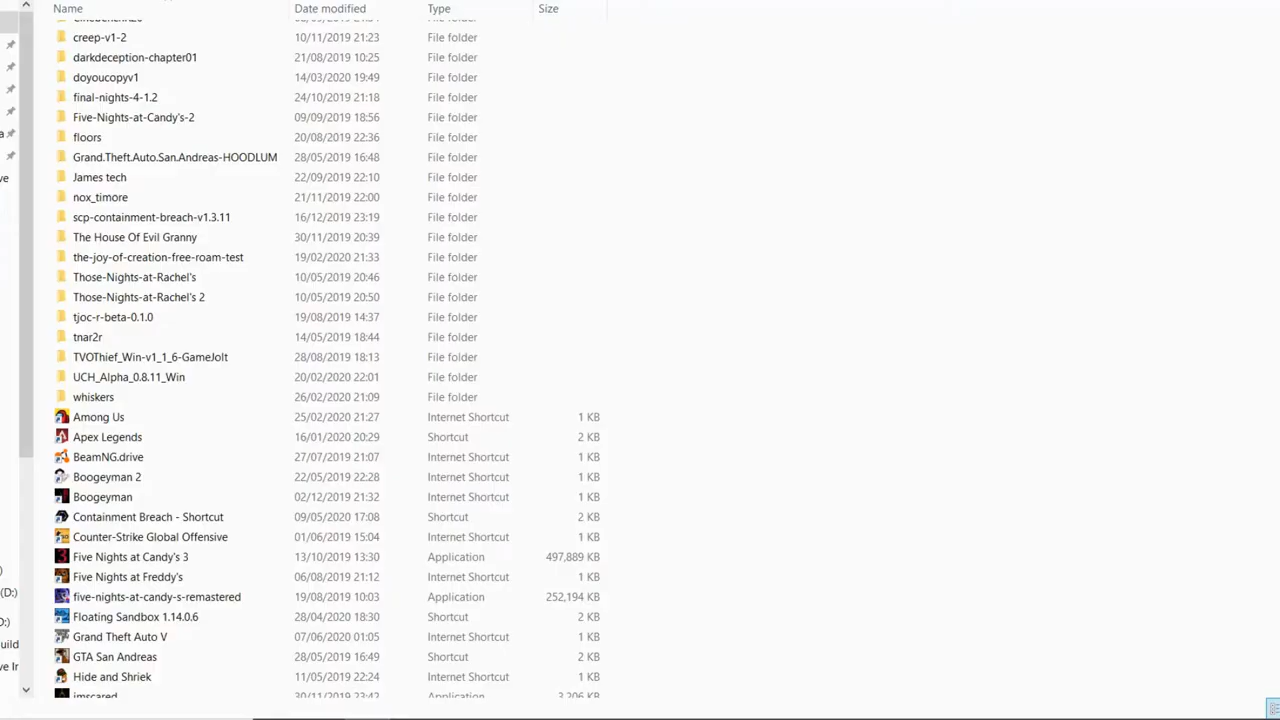 Name Date modified Type Size
creep-v1-2 10/11/2019 21:23 File folder
darkdeception-chapter01 21/08/2019 10:25 File folder
doyoucopyv1 14/03/2020 19:49 File folder
final-nights-4-1.2 24/10/2019 21:18 File folder
Five-Nights-at-Candy's-2 09/09/2019 18:56 File folder
floors 20/08/2019 22:36 File folder
Grand.Theft.Auto.San.Andreas-HOODLUM 28/05/2019 16:48 File folder
James tech 22/09/2019 22:10 File folder
nox_timore 21/11/2019 22:00 File folder
scp-containment-breach-v1.3.11 16/12/2019 23:19 File folder
The House Of Evil Granny 30/11/2019 20:39 File folder
the-joy-of-creation-free-roam-test 19/02/2020 21:33 File folder
Those-Nights-at-Rachel's 10/05/2019 20:46 File folder
Those-Nights-at-Rachel's 2 10/05/2019 20:50 File folder
tjoc-r-beta-0.1.0 19/08/2019 14:37 File folder
tnar2r 14/05/2019 18:44 File folder
TVOThief_Win-v1_1_6-GameJolt 28/08/2019 18:13 File folder
UCH_Alpha_0.8.11_Win 20/02/2020 22:01 File folder
whiskers 26/02/2020 21:09 File folder
Among Us 25/02/2020 21:27 Internet Shortcut 1 KB
Apex Legends 16/01/2020 20:29 Shortcut 2 KB
BeamNG.drive 27/07/2019 21:07 Internet Shortcut 1 KB
Boogeyman 2 22/05/2019 22:28 Internet Shortcut 1 KB
Boogeyman 02/12/2019 21:32 Internet Shortcut 1 KB
Containment Breach - Shortcut 09/05/2020 17:08 Shortcut 2 KB
Counter-Strike Global Offensive 01/06/2019 15:04 Internet Shortcut 1 KB
Five Nights at Candy's 3 13/10/2019 13:30 Application 497,889 KB
Five Nights at Freddy's 06/08/2019 21:12 Internet Shortcut 1 KB
five-nights-at-candy-s-remastered 19/08/2019 10:03 Application 252,194 KB
(D:)
Floating Sandbox 1.14.0.6 28/04/2020 18:30 Shortcut 2 KB
Grand Theft Auto V 07/06/2020 01:05 Internet Shortcut 1 KB
GTA San Andreas 28/05/2019 16:49 Shortcut 2 KB
Hide and Shriek 11/05/2019 22:24 Internet Shortcut 1 KB
imscared 30/11/2019 23:42 Application 3,206 KB